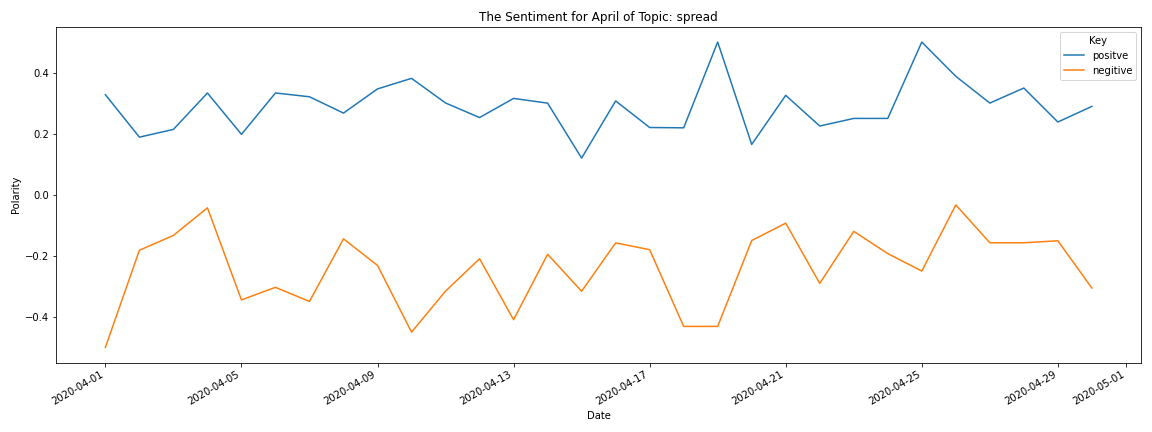 The Sentiment for April of Topic: spread
Key
positve
negitive
0.4
0.2
0.0
−0.2
−0.4
Polarity
2020-04-01
2020-04-05
2020-04-09
2020-04-13
2020-04-17
2020-04-21
2020-04-25
2020-04-29
2020-05-01
Date